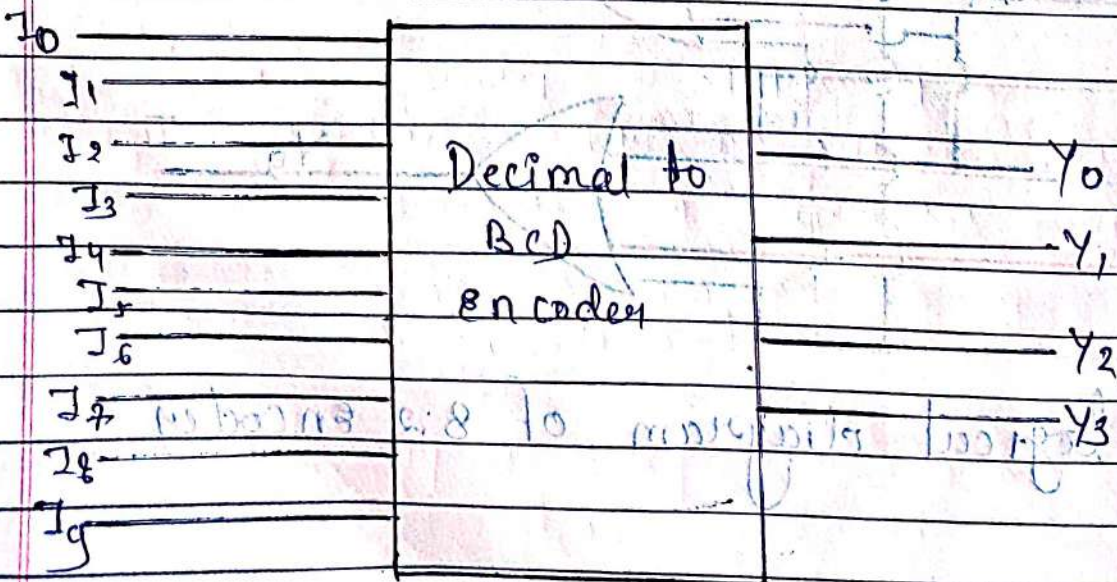 I0
I1
I2
I3
I4
I5
I6
I7
I8
I9
Decimal to
BCD
encoder
Y0
Y1
Y2
Y3